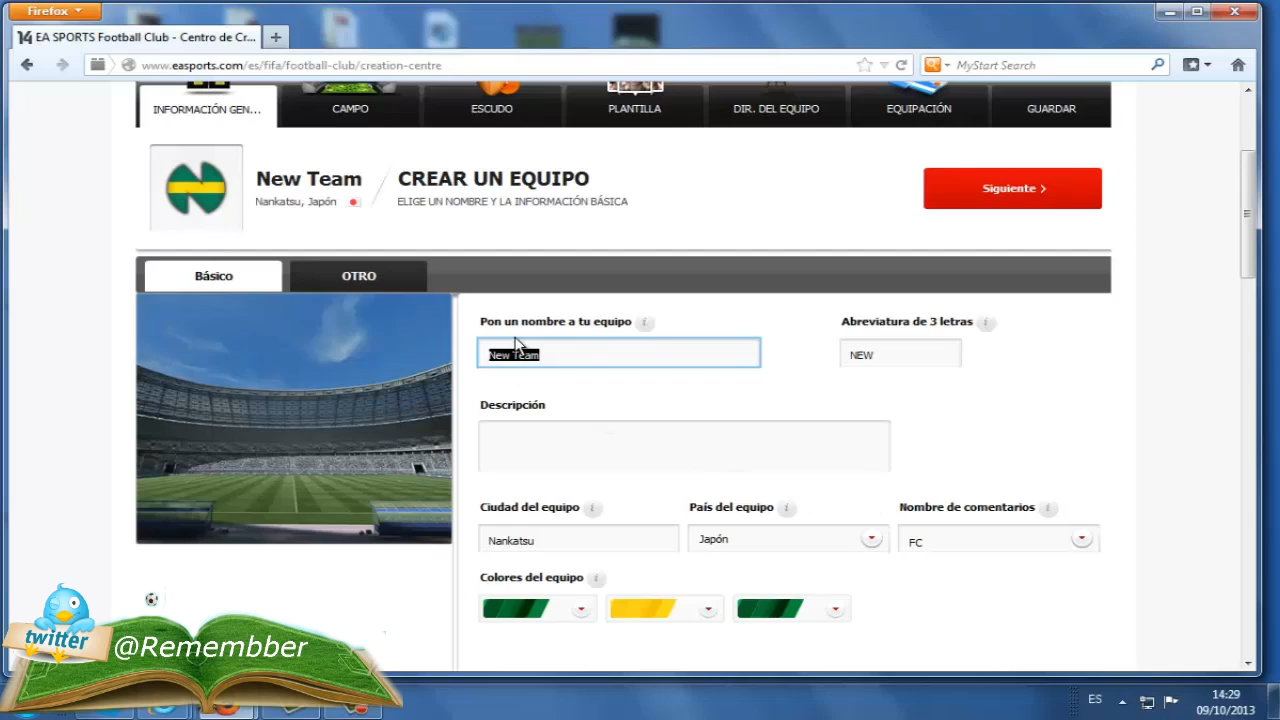 Firefox
14 EA SPORTS Football Club - Centro de Cr...
www.easports.com/es/fifa/football-club/creation-centre
MyStart Search
INFORMACIÓN GEN...
CAMPO
ESCUDO
PLANTILLA
DIR. DEL EQUIPO
EQUIPACIÓN
GUARDAR
New Team
Nankatsu, Japón
CREAR UN EQUIPO
ELIGE UN NOMBRE Y LA INFORMACIÓN BÁSICA
Siguiente
Básico
OTRO
Pon un nombre a tu equipo
Abreviatura de 3 letras
New Team
NEW
Descripción
Ciudad del equipo
País del equipo
Nombre de comentarios
Nankatsu
Japón
FC
Colores del equipo
twitter
@Remembber
ES
14:29
09/10/2013